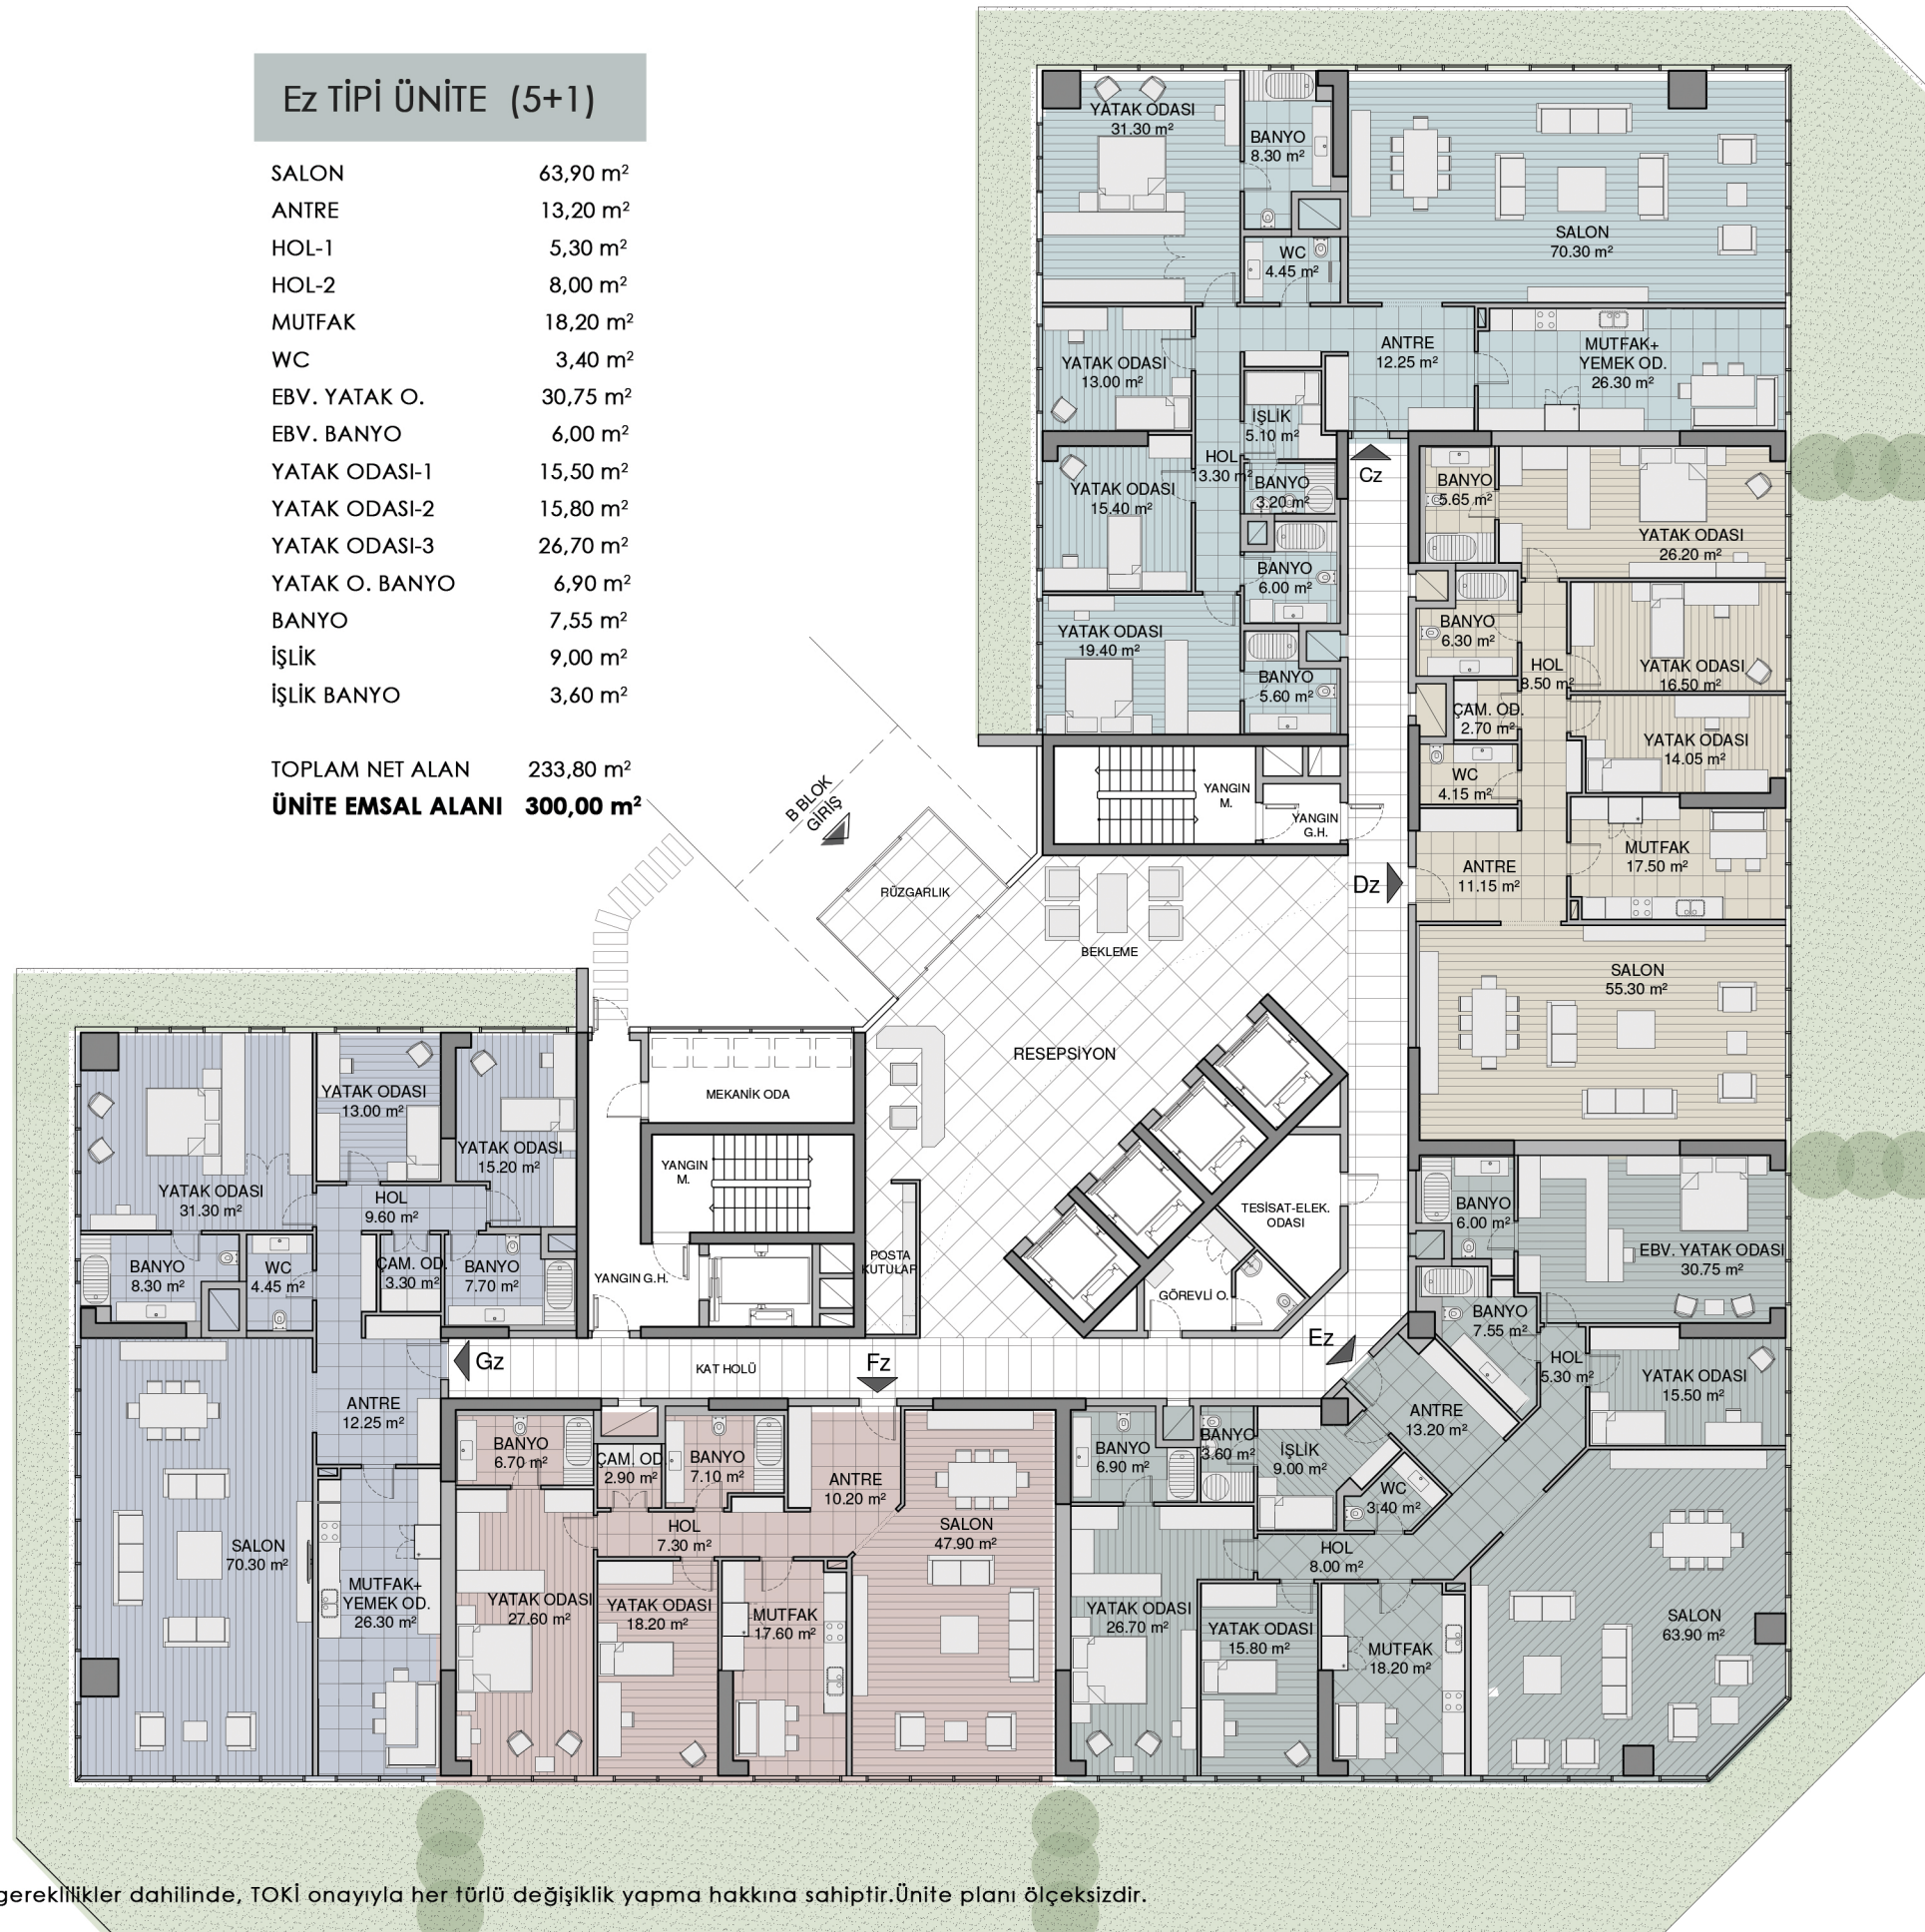 Ez TİPİ ÜNİTE (5+1)
SALON 63,90 m²
ANTRE 13,20 m²
HOL-1 5,30 m²
HOL-2 8,00 m²
MUTFAK 18,20 m²
WC 3,40 m²
EBV. YATAK O. 30,75 m²
EBV. BANYO 6,00 m²
YATAK ODASI-1 15,50 m²
YATAK ODASI-2 15,80 m²
YATAK ODASI-3 26,70 m²
YATAK O. BANYO 6,90 m²
BANYO 7,55 m²
İŞLİK 9,00 m²
İŞLİK BANYO 3,60 m²
TOPLAM NET ALAN 233,80 m²
ÜNİTE EMSAL ALANI 300,00 m²
YATAK ODASI
31.30 m²
BANYO
8.30 m²
SALON
70.30 m²
WC
4.45 m²
YATAK ODASI
13.00 m²
ANTRE
12.25 m²
MUTFAK+
YEMEK OD.
26.30 m²
İŞLİK
5.10 m²
HOL
13.30 m²
BANYO
3.20 m²
YATAK ODASI
15.40 m²
BANYO
6.00 m²
YATAK ODASI
19.40 m²
BANYO
5.60 m²
Cz
BANYO
5.65 m²
YATAK ODASI
26.20 m²
BANYO
6.30 m²
HOL
8.50 m²
YATAK ODASI
16.50 m²
ÇAM. OD.
2.70 m²
YATAK ODASI
14.05 m²
WC
4.15 m²
MUTFAK
17.50 m²
ANTRE
11.15 m²
Dz
SALON
55.30 m²
YANGIN
M.
YANGIN
G.H.
B BLOK
GİRİŞ
RÜZGARLIK
BEKLEME
RESEPSİYON
MEKANİK ODA
YANGIN
M.
YANGIN G.H.
POSTA
KUTULAF
TESİSAT-ELEK.
ODASI
GÖREVLİ O.
KAT HOLÜ
Gz
Fz
Ez
YATAK ODASI
31.30 m²
YATAK ODASI
13.00 m²
YATAK ODASI
15.20 m²
HOL
9.60 m²
BANYO
8.30 m²
WC
4.45 m²
ÇAM. OD.
3.30 m²
BANYO
7.70 m²
ANTRE
12.25 m²
SALON
70.30 m²
MUTFAK+
YEMEK OD.
26.30 m²
BANYO
6.70 m²
ÇAM. OD
2.90 m²
BANYO
7.10 m²
ANTRE
10.20 m²
HOL
7.30 m²
SALON
47.90 m²
YATAK ODASI
27.60 m²
YATAK ODASI
18.20 m²
MUTFAK
17.60 m²
BANYO
6.00 m²
EBV. YATAK ODASI
30.75 m²
BANYO
7.55 m²
HOL
5.30 m²
YATAK ODASI
15.50 m²
ANTRE
13.20 m²
BANYO
6.90 m²
BANYO
3.60 m²
İŞLİK
9.00 m²
WC
3.40 m²
HOL
8.00 m²
YATAK ODASI
26.70 m²
YATAK ODASI
15.80 m²
MUTFAK
18.20 m²
SALON
63.90 m²
gereklilikler dahilinde, TOKİ onayıyla her türlü değişiklik yapma hakkına sahiptir.Ünite planı ölçeksizdir.